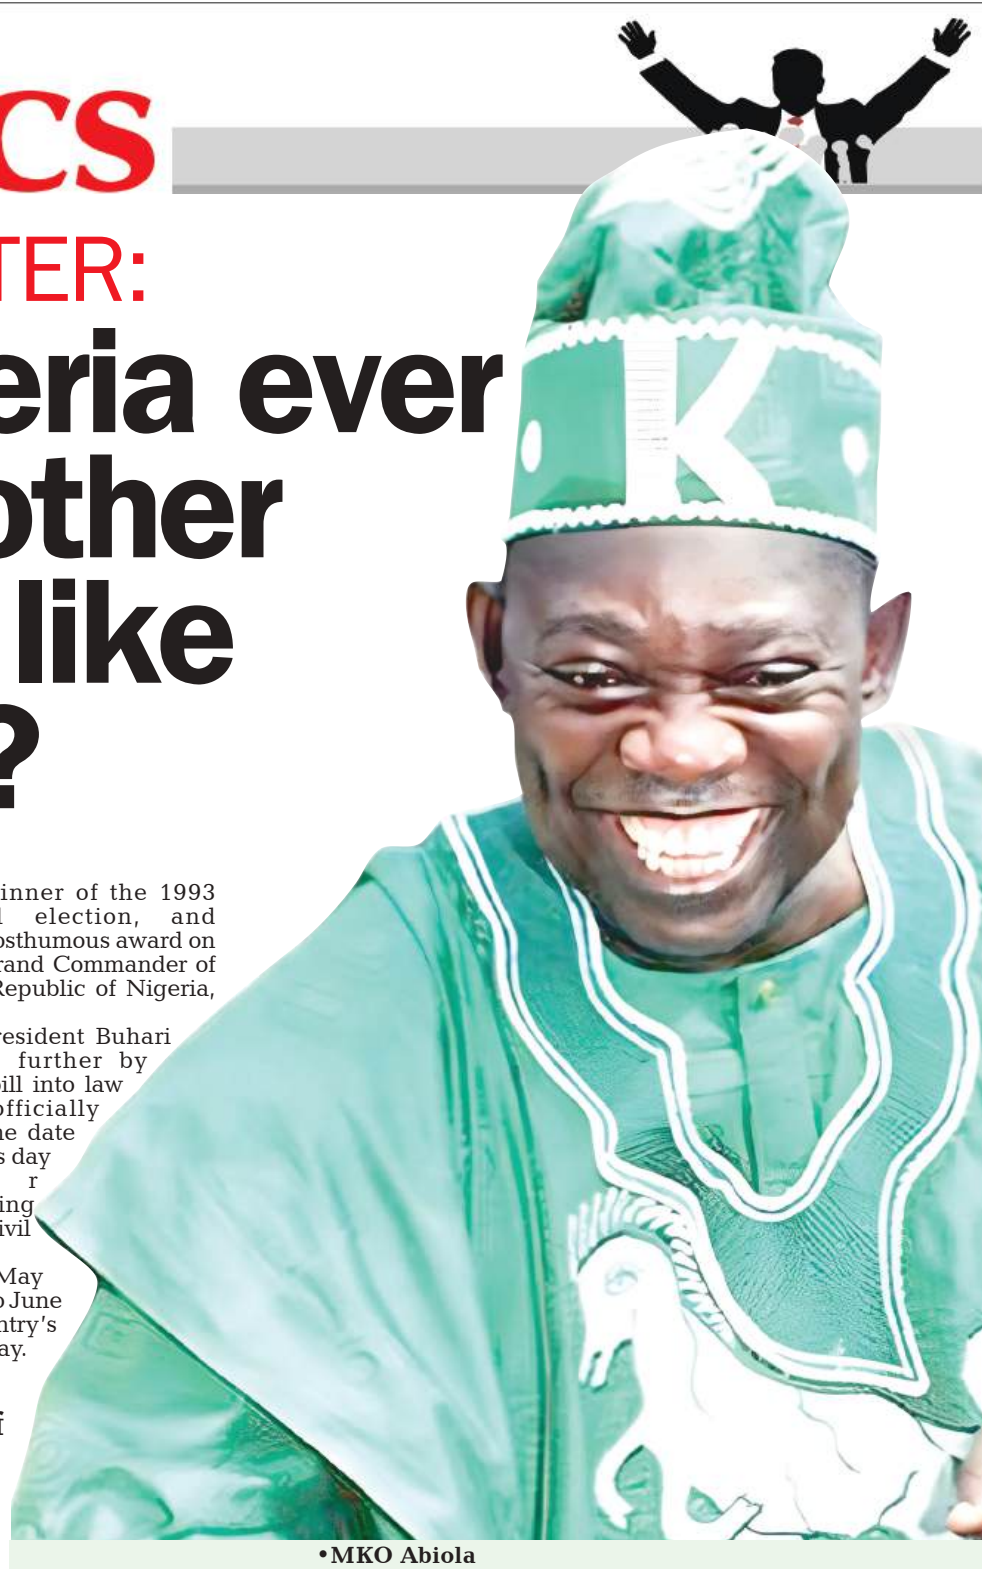 CS
TER:
eria ever
other
like
?
inner of the 1993
l election, and
osthumous award on
rand Commander of
Republic of Nigeria,
resident Buhari
further by
bill into law
officially
he date
s day
r
ing
ivil
May
o June
ntry's
ay.
f
K
•MKO Abiola